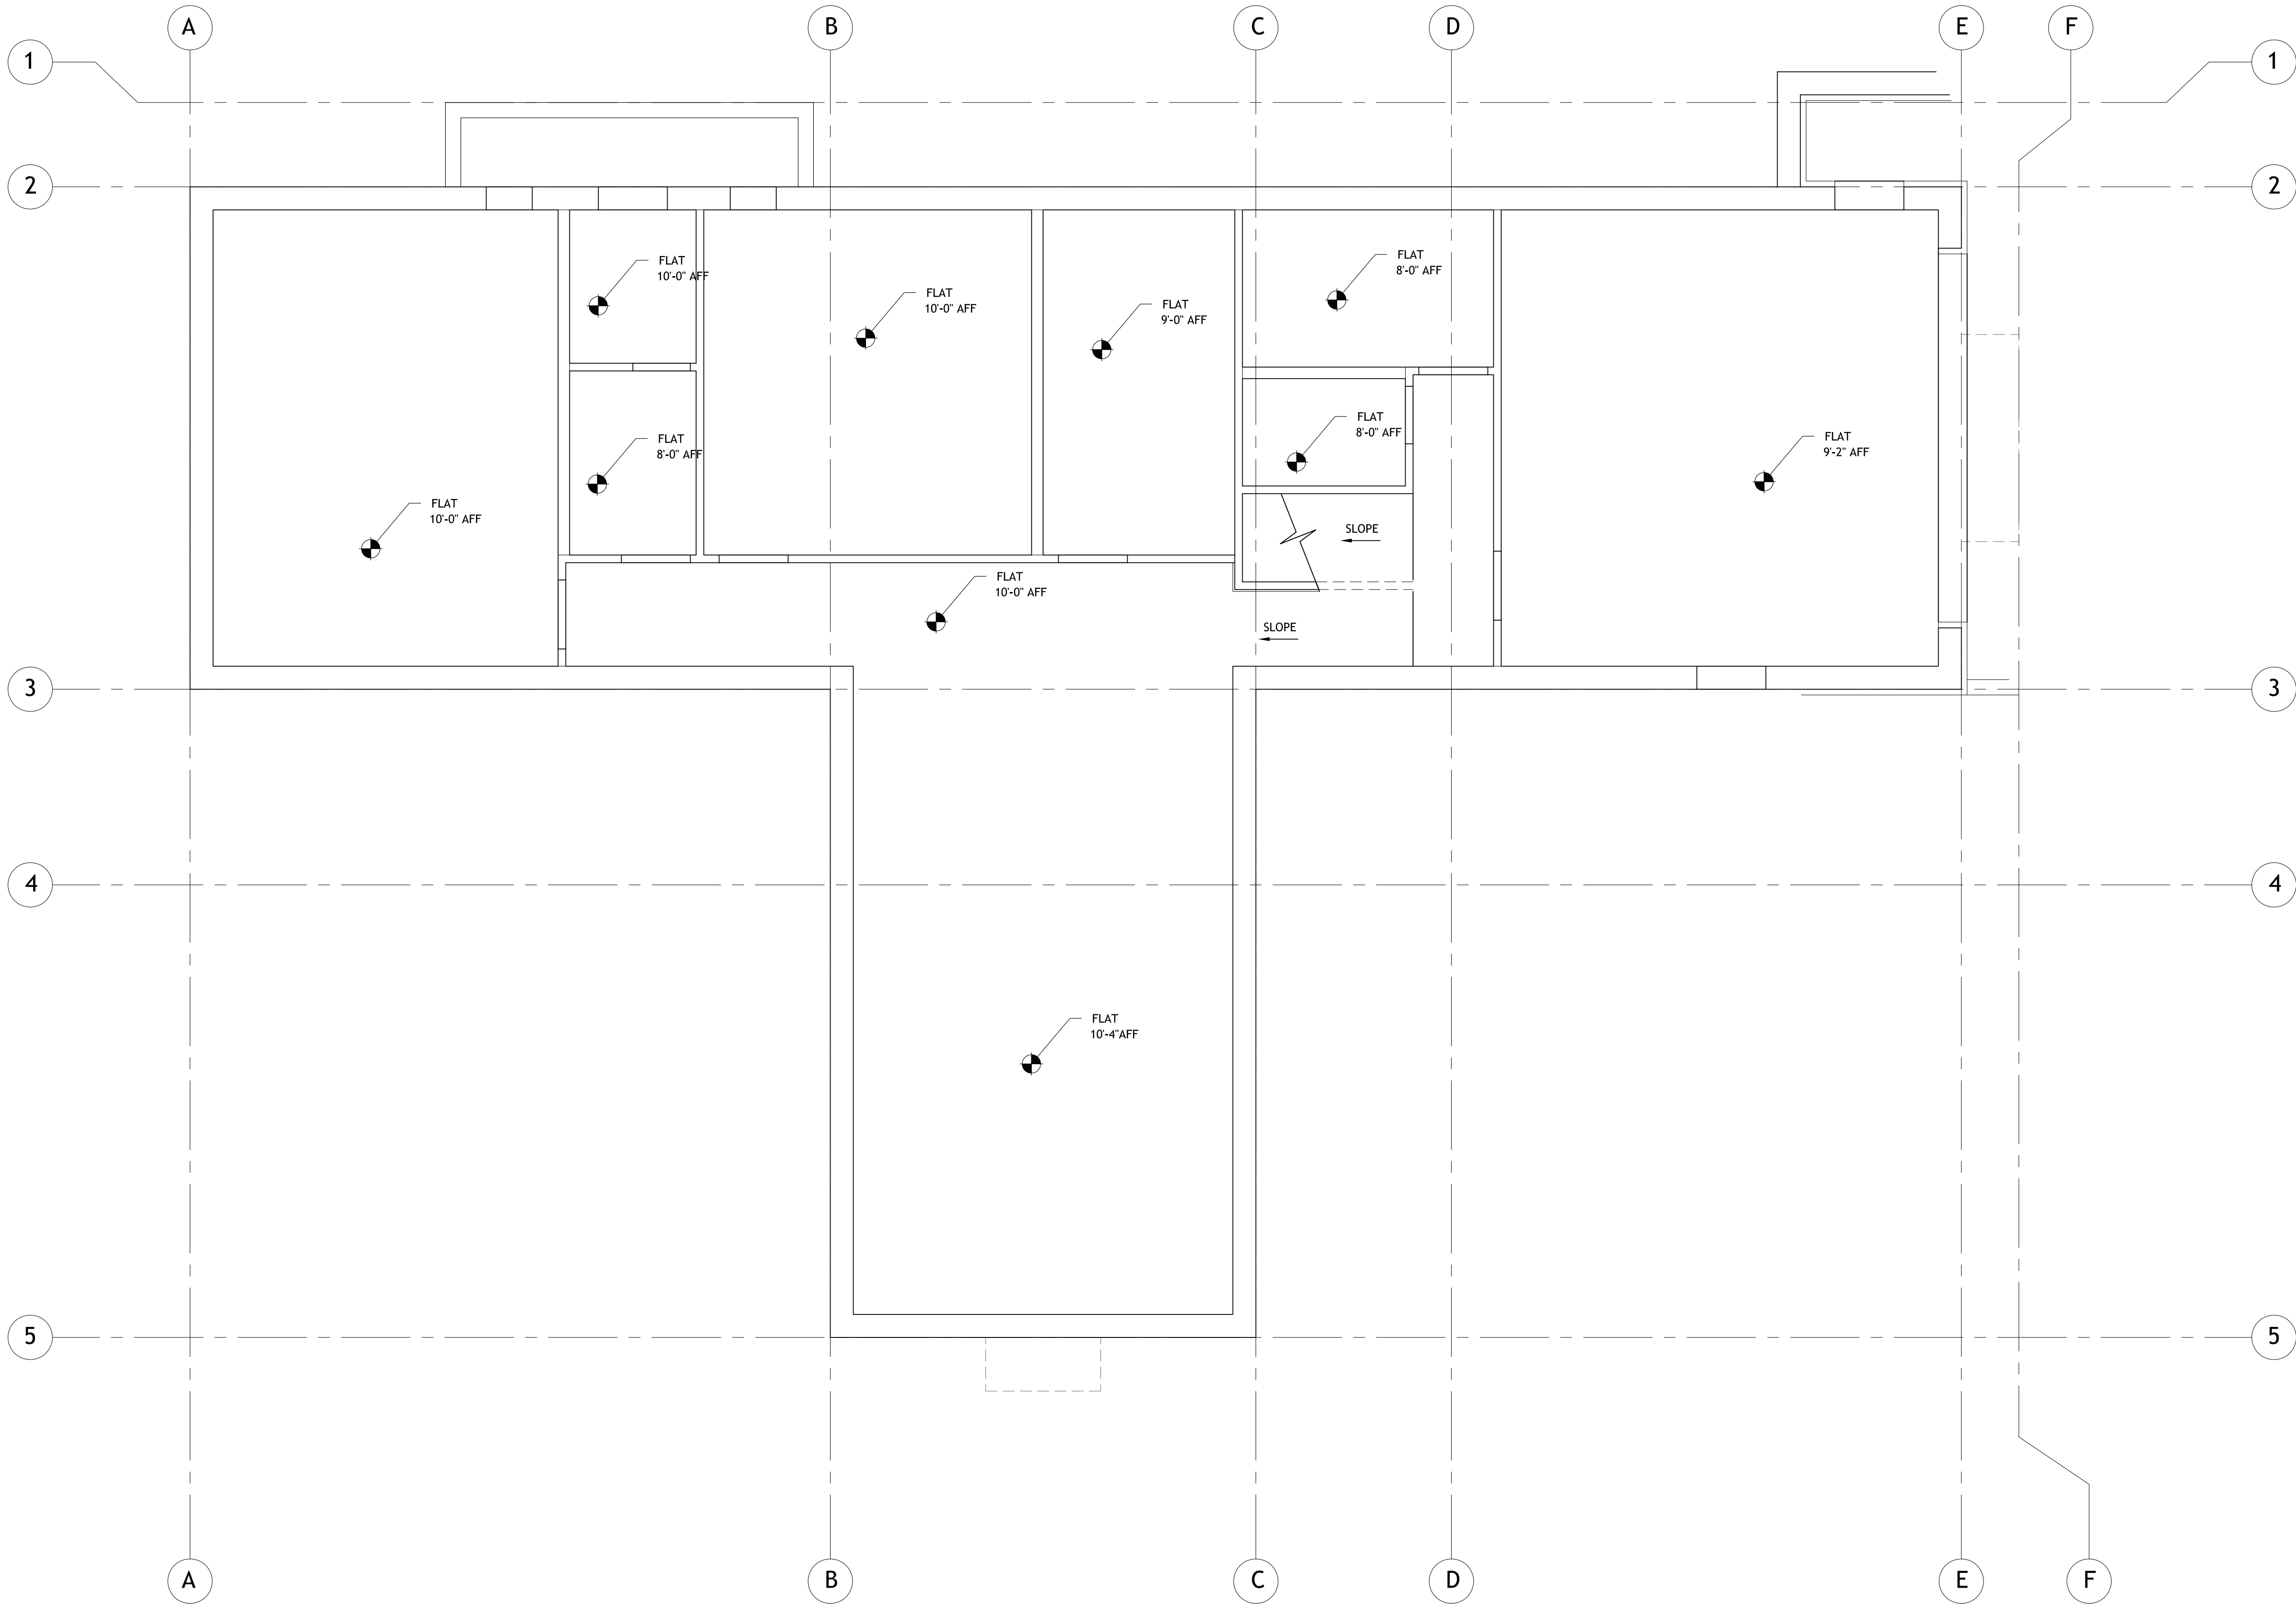 A
B
C
D
E
F
1
1
2
2
FLAT
8'-0" AFF
FLAT
10'-0" AFF
FLAT
10'-0" AFF
FLAT
9'-0" AFF
FLAT
8'-0" AFF
FLAT
9'-2" AFF
FLAT
8'-0" AFF
FLAT
10'-0" AFF
SLOPE
FLAT
10'-0" AFF
SLOPE
3
3
4
4
FLAT
10'-4"AFF
5
5
A
B
C
D
E
F